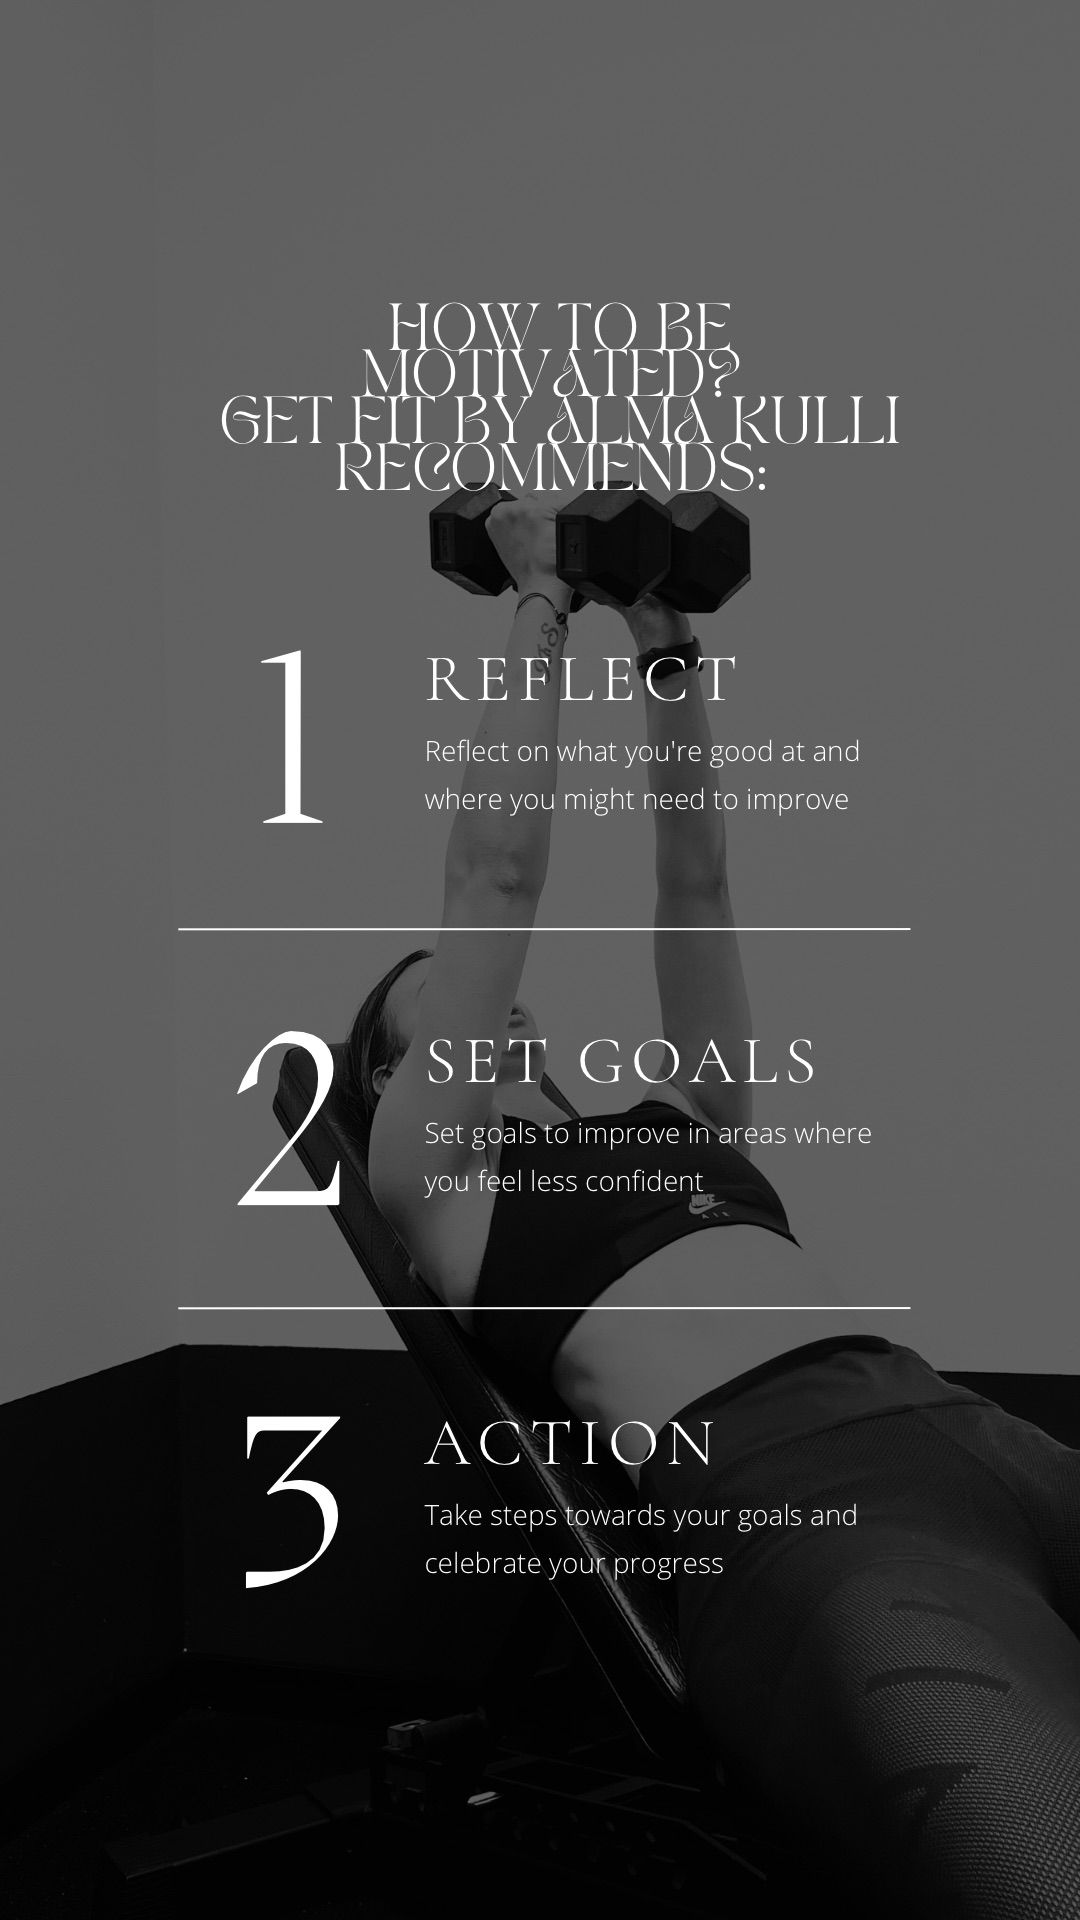 HOW TO BE
MOTIVATED?
GET FIT BY ALMA KULLI
RECOMMENDS:
1
REFLECT
Reflect on what you're good at and
where you might need to improve
2
SET GOALS
Set goals to improve in areas where
you feel less confident
NIKE
AIR
3
ACTION
Take steps towards your goals and
celebrate your progress